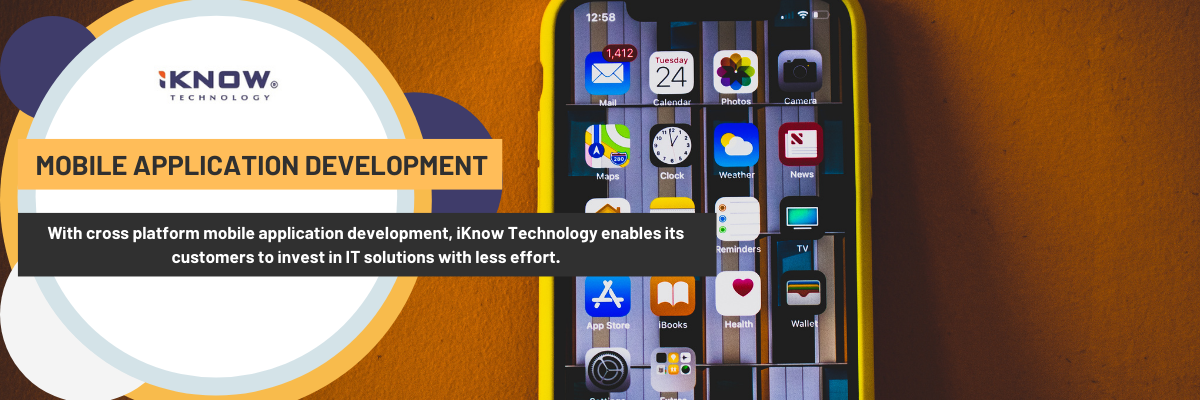 iKNOW®
TECHNOLOGY
MOBILE APPLICATION DEVELOPMENT
With cross platform mobile application development, iKnow Technology enables its
customers to invest in IT solutions with less effort.
12:58
1,412
Tuesday
24
Mail Calendar Photos Camera
12
280
Maps Clock Weather News
Reminders TV
App Store iBooks Health Wallet